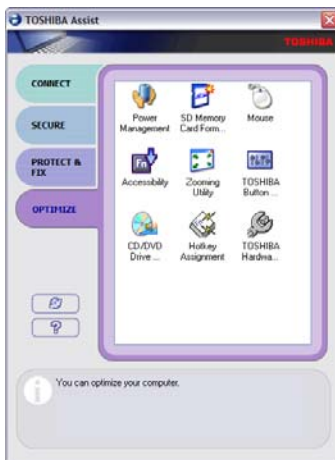 TOSHIBA Assist
TOSHIBA
CONNECT
SECURE
PROTECT &
FIX
OPTIMIZE
Power
Management
SD Memory
Card Form...
Mouse
Accessibility
Zooming
Utility
TOSHIBA
Button ...
CD/DVD
Drive ...
Hotkey
Assignment
TOSHIBA
Hardwa...
?
i
You can optimize your computer.